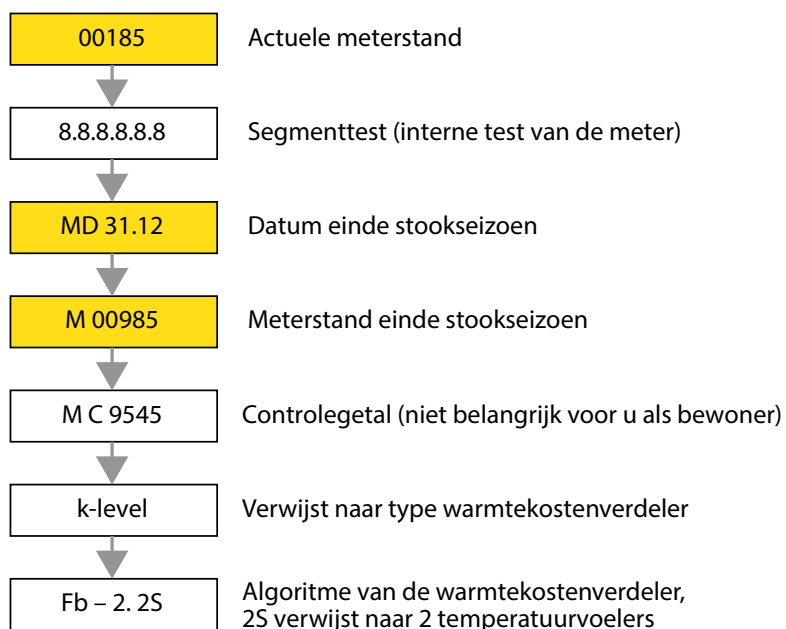 00185 Actuele meterstand
8.8.8.8.8.8 Segmenttest (interne test van de meter)
MD 31.12 Datum einde stookseizoen
M 00985 Meterstand einde stookseizoen
M C 9545 Controlegetal (niet belangrijk voor u als bewoner)
k-level Verwijst naar type warmtekostenverdeler
Fb – 2. 2S Algoritme van de warmtekostenverdeler,
2S verwijst naar 2 temperatuurvoelers